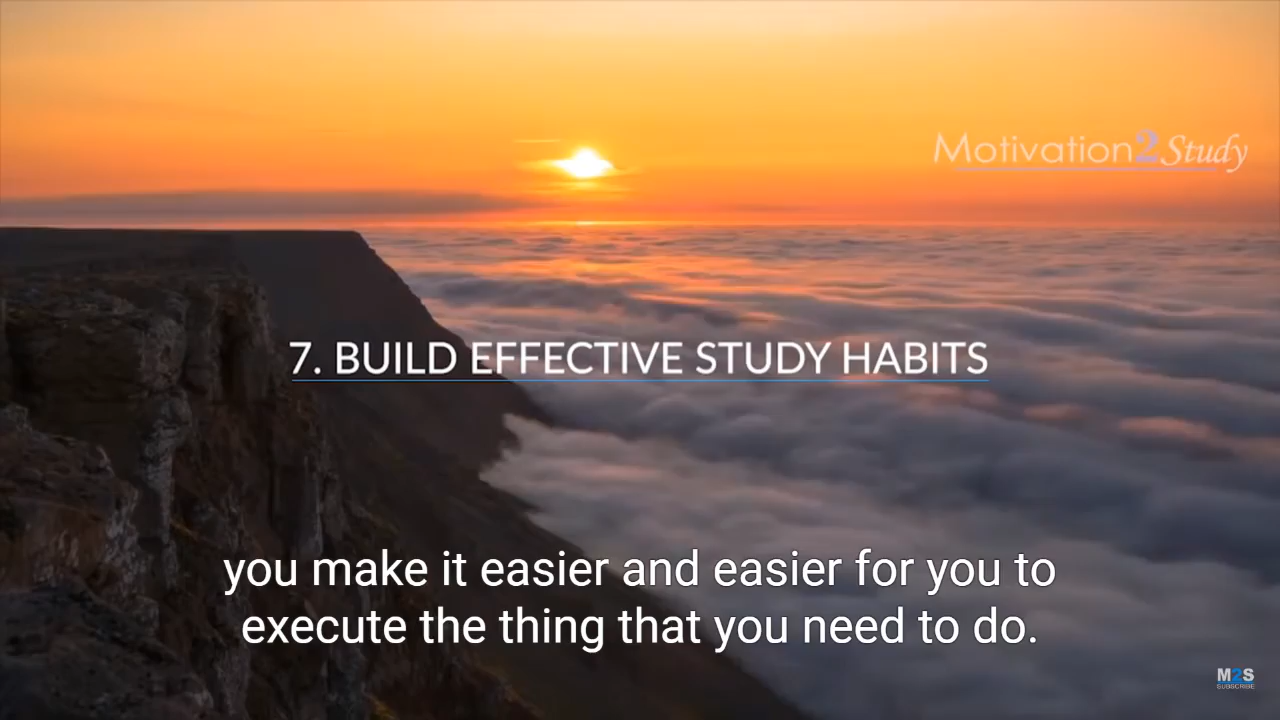 Motivation2Study
7. BUILD EFFECTIVE STUDY HABITS
you make it easier and easier for you to
execute the thing that you need to do.
M2S
SUBSCRIBE